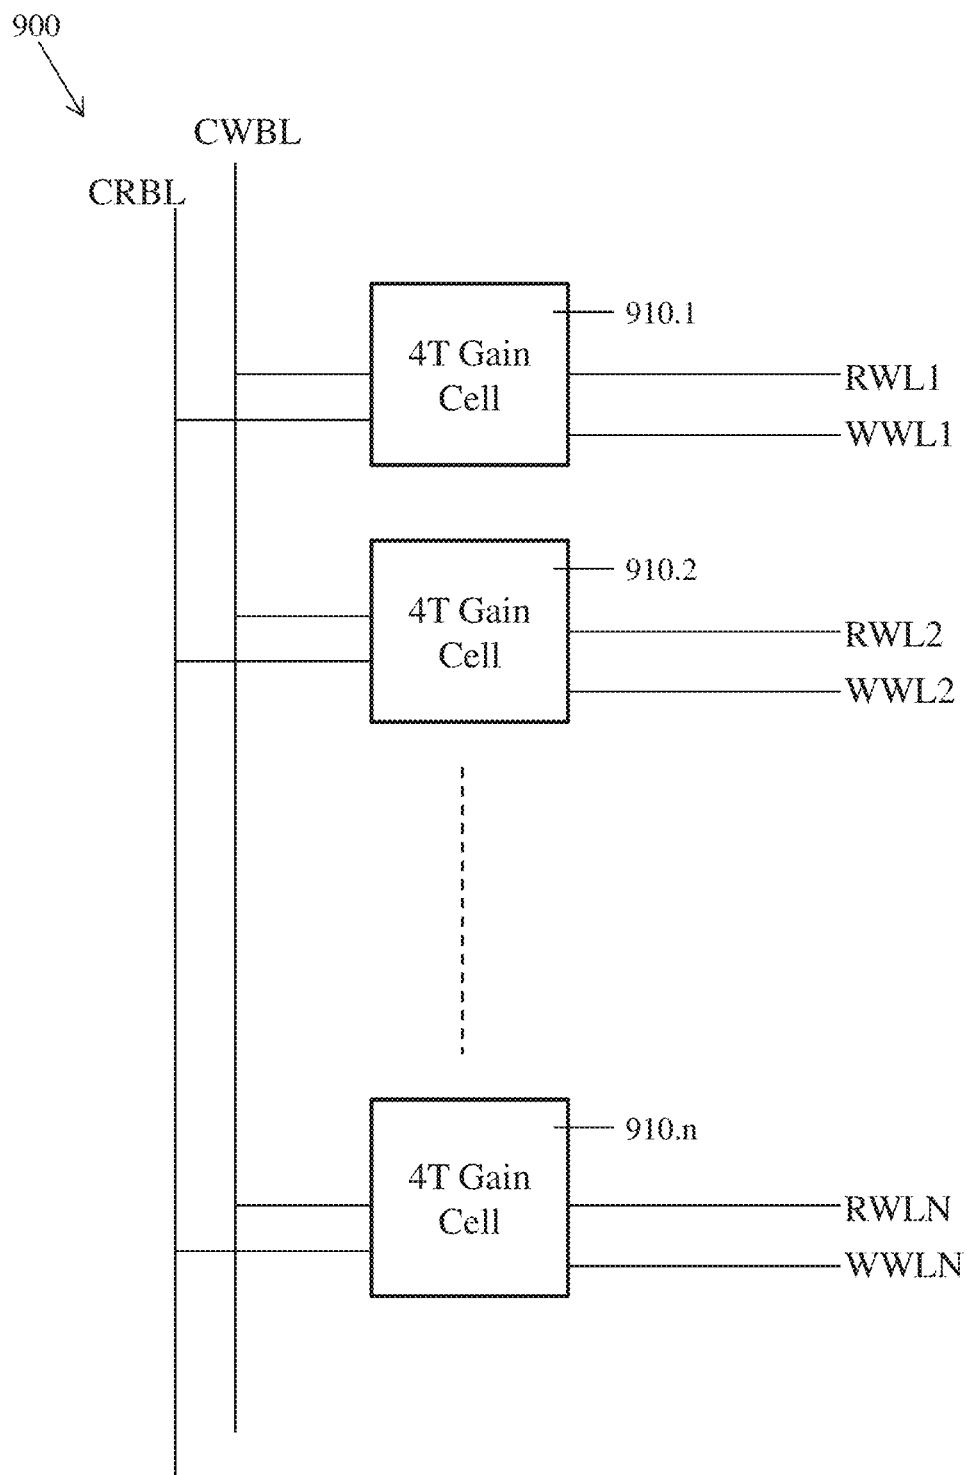 900
CWBL
CRBL
910.1
4T Gain
Cell
RWL1
WWL1
910.2
4T Gain
Cell
RWL2
WWL2
910.n
4T Gain
Cell
RWLN
WWLN